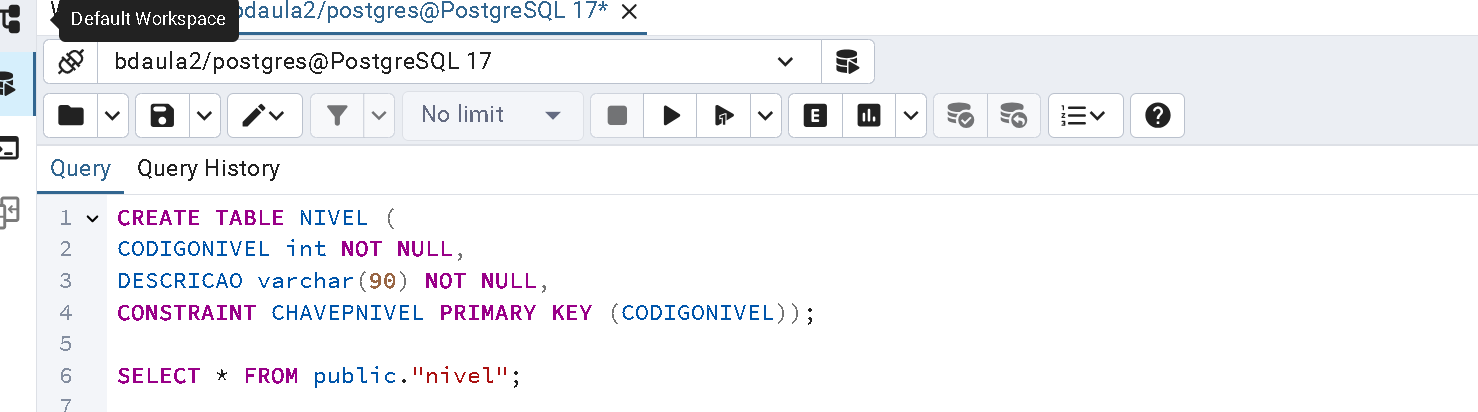 Default Workspace
bdaula2/postgres@PostgreSQL 17*
bdaula2/postgres@PostgreSQL 17
No limit
E
Query Query History
1 CREATE TABLE NIVEL (
2 CODIGONIVEL int NOT NULL,
3 DESCRICAO varchar(90) NOT NULL,
4 CONSTRAINT CHAVEPNIVEL PRIMARY KEY (CODIGONIVEL));
5
6 SELECT * FROM public."nivel";
7